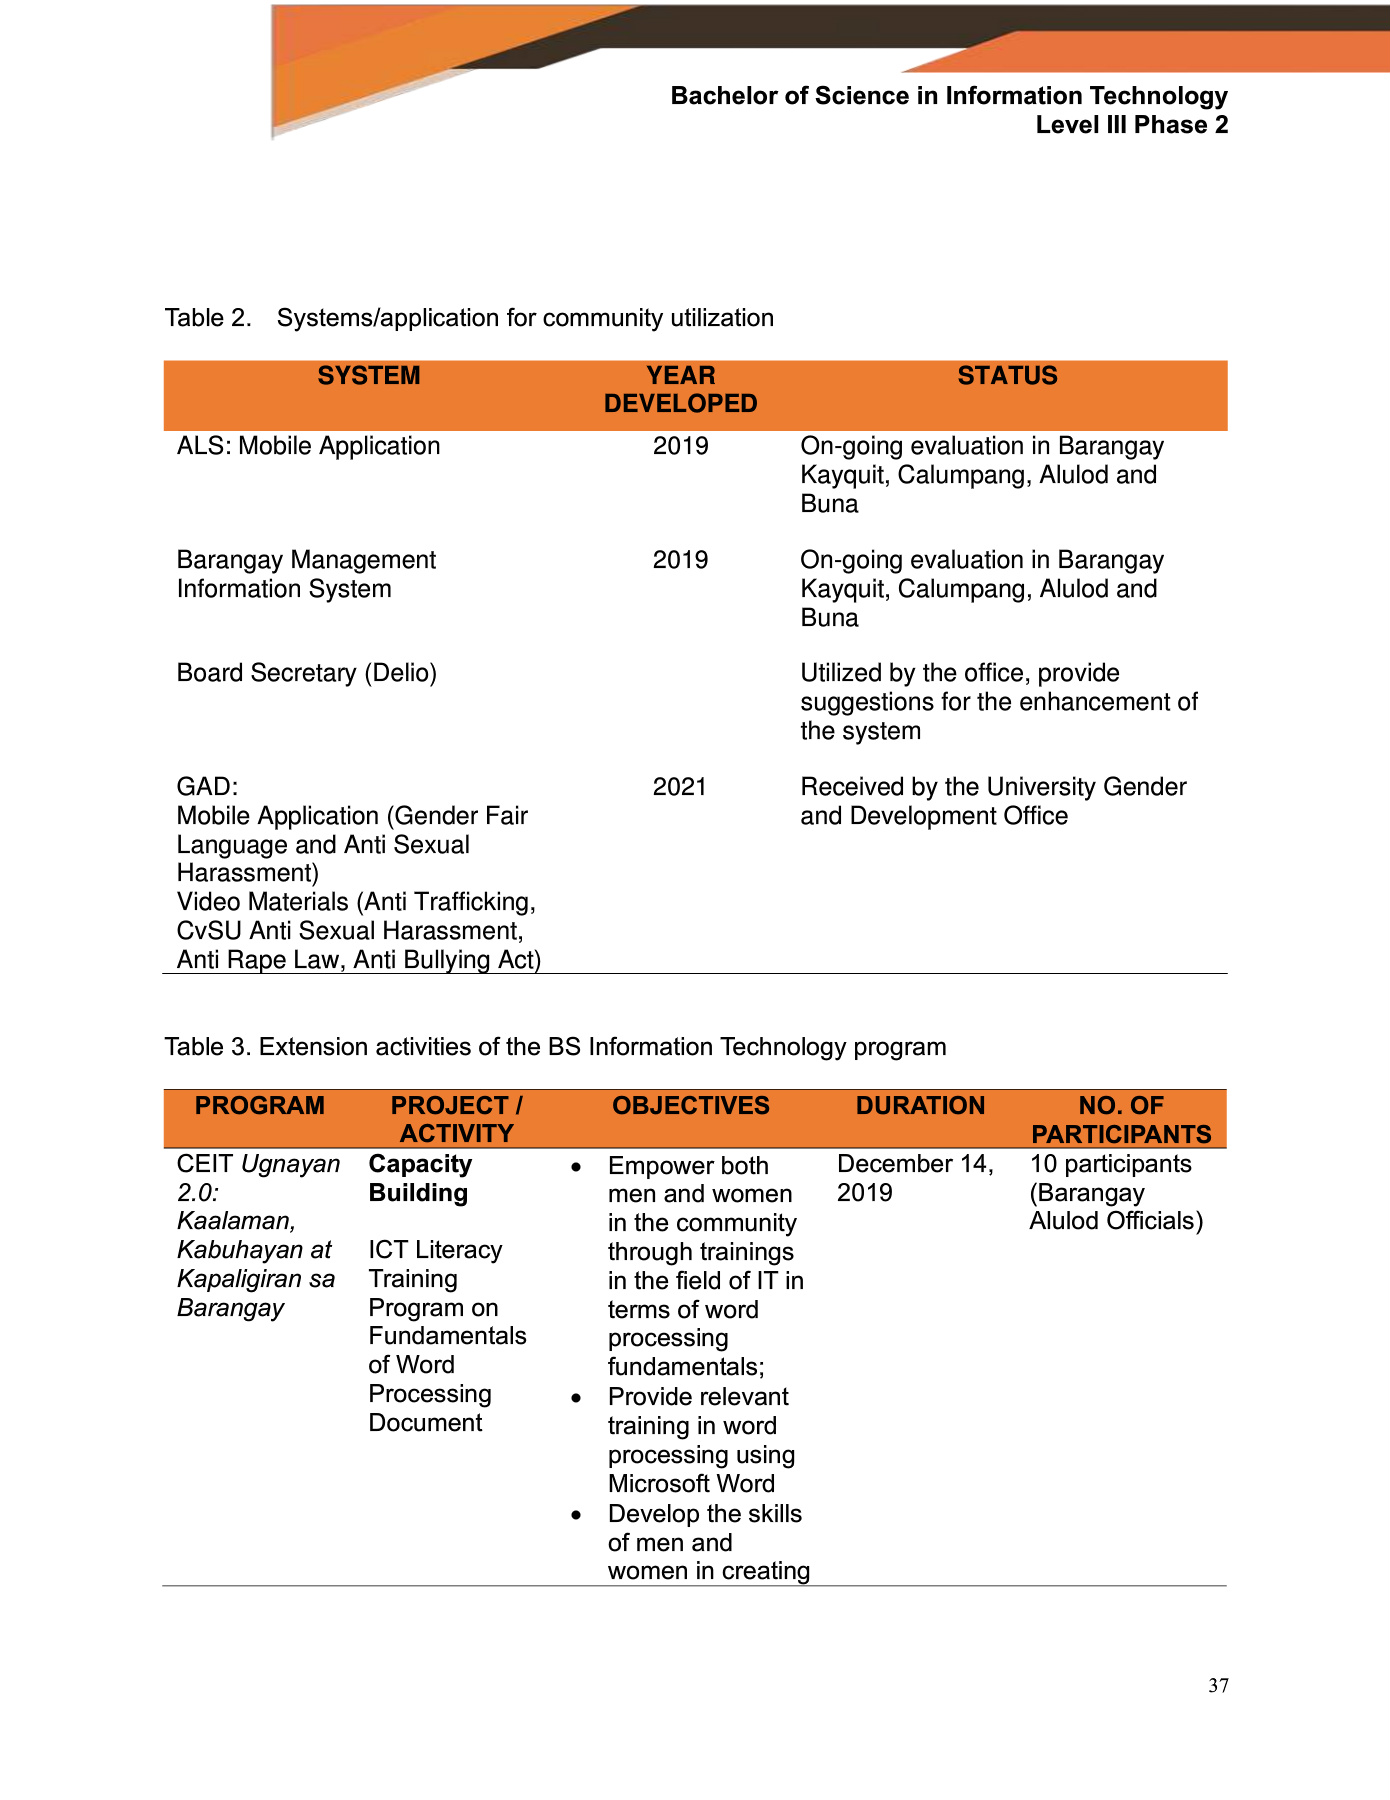 Bachelor of Science in Information Technology
Level III Phase 2
Table 2. Systems/application for community utilization
SYSTEM YEAR STATUS
DEVELOPED
ALS: Mobile Application 2019 On-going evaluation in Barangay
Kayquit, Calumpang, Alulod and
Buna
Barangay Management 2019 On-going evaluation in Barangay
Information System Kayquit, Calumpang, Alulod and
Buna
Board Secretary (Delio) Utilized by the office, provide
suggestions for the enhancement of
the system
GAD: 2021 Received by the University Gender
Mobile Application (Gender Fair and Development Office
Language and Anti Sexual
Harassment)
Video Materials (Anti Trafficking,
CvSU Anti Sexual Harassment,
Anti Rape Law, Anti Bullying Act)
Table 3. Extension activities of the BS Information Technology program
PROGRAM PROJECT / OBJECTIVES DURATION NO. OF
ACTIVITY PARTICIPANTS
CEIT Ugnayan Capacity • Empower both December 14, 10 participants
2.0: Building men and women 2019 (Barangay
Kaalaman, in the community Alulod Officials)
Kabuhayan at ICT Literacy through trainings
Kapaligiran sa Training in the field of IT in
Barangay Program on terms of word
Fundamentals processing
of Word fundamentals;
Processing • Provide relevant
Document training in word
processing using
Microsoft Word
• Develop the skills
of men and
women in creating
37